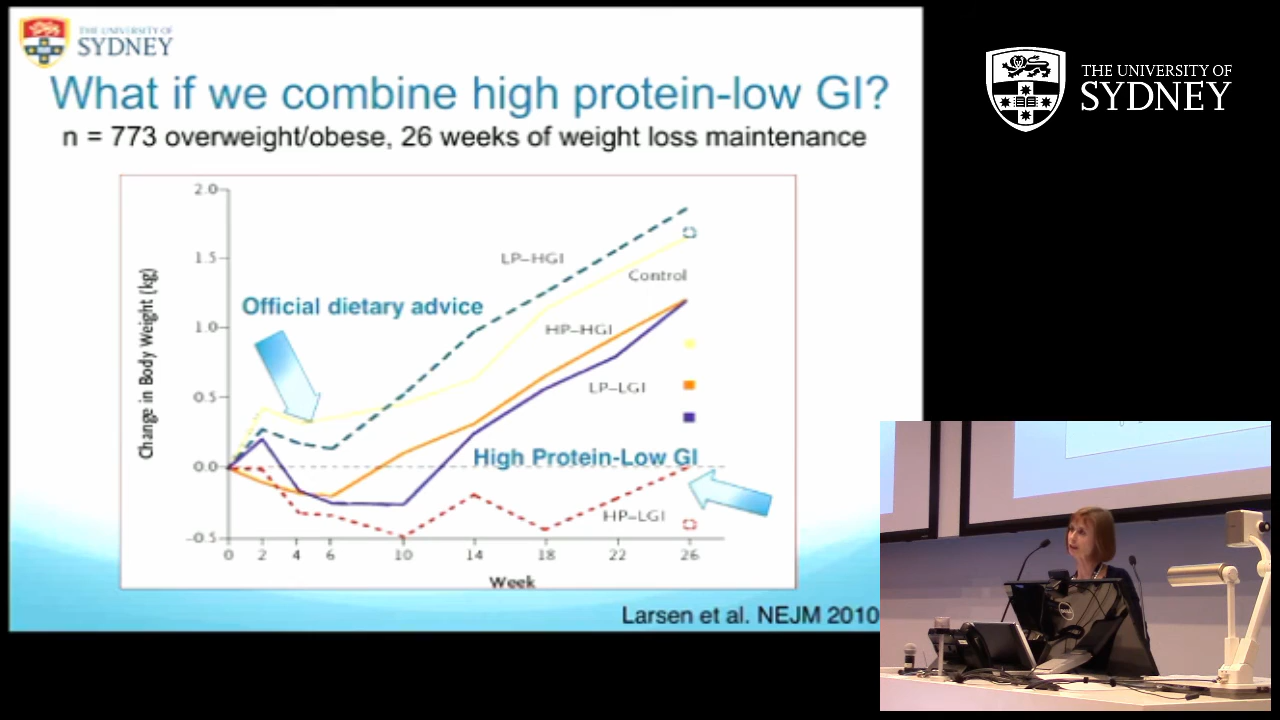 THE UNIVERSITY OF
SYDNEY
What if we combine high protein-low GI?
n = 773 overweight/obese, 26 weeks of weight loss maintenance
2.0
1.5
1.0
0.5
0.0
-0.5
Change in Body Weight (kg)
LP–HGI
Control
Official dietary advice
HP–HGI
LP–LGI
High Protein-Low GI
HP–LGI
0 2 4 6 10 14 18 22 26
Week
Larsen et al. NEJM 2010
THE UNIVERSITY OF
SYDNEY
DELL